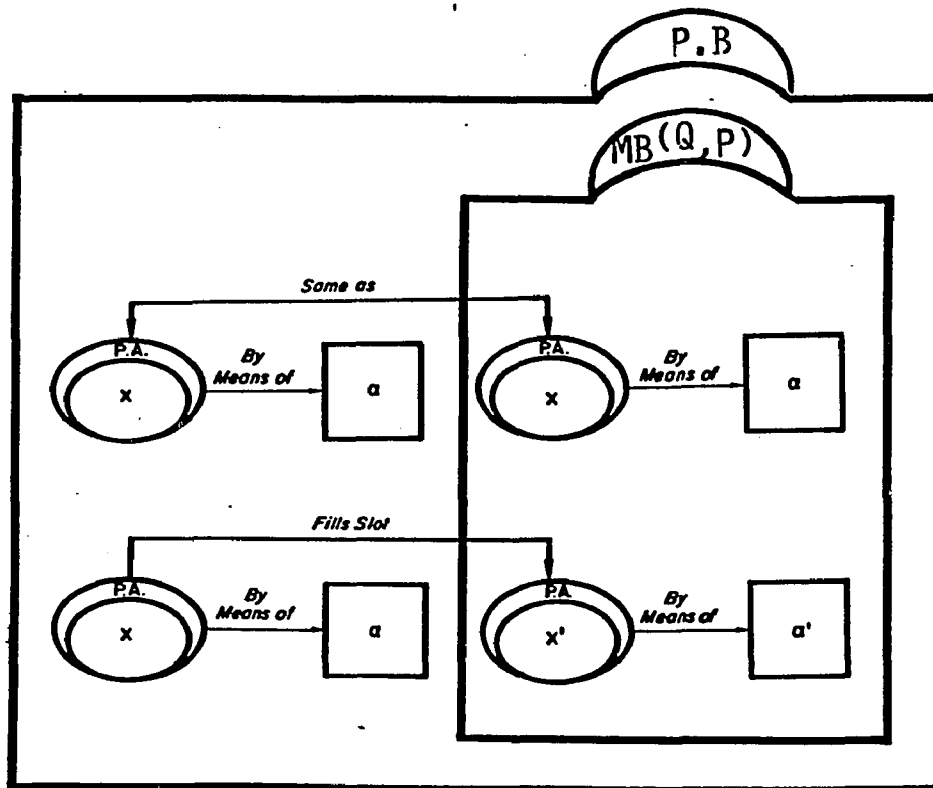 P.B
MB(Q,P)
Same as
P.A.
x
By
Means of
a
P.A.
x
By
Means of
a
Fills Slot
P.A.
x
By
Means of
a
P.A.
x'
By
Means of
a'